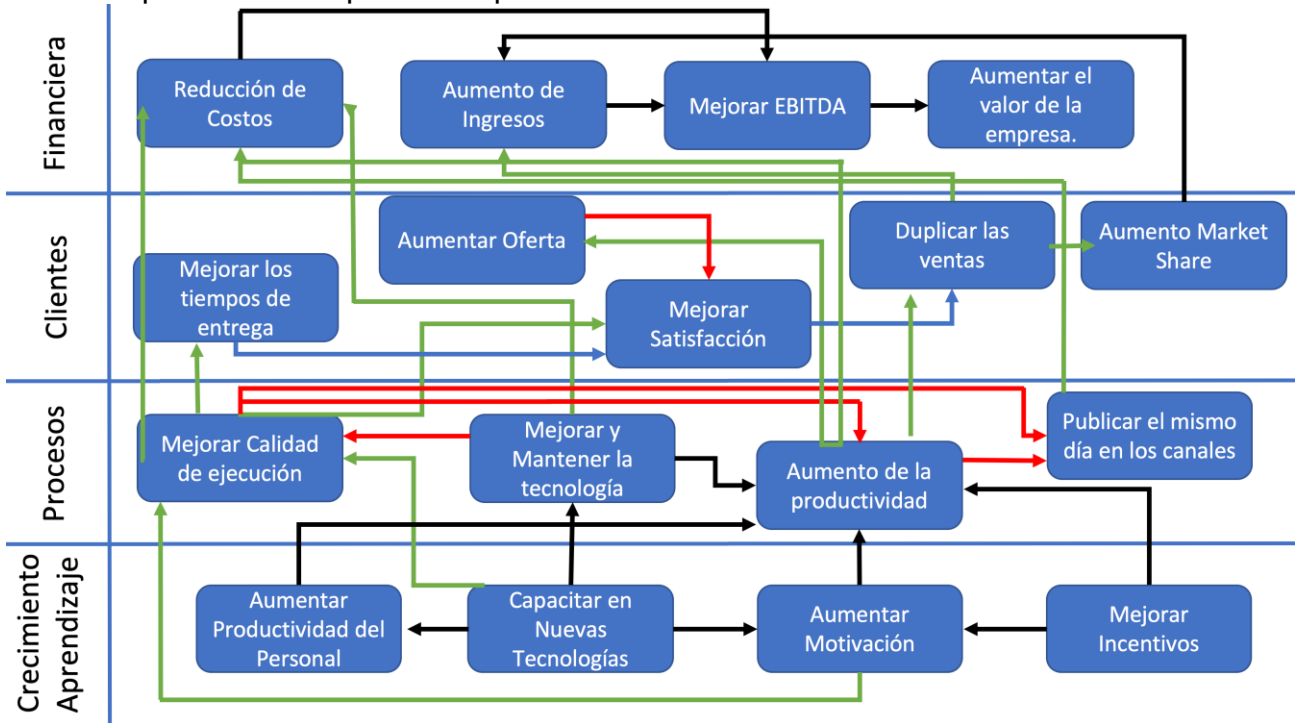 Financiera
Reducción de
Costos
Aumento de
Ingresos
Mejorar EBITDA
Aumentar el
valor de la
empresa.
Clientes
Aumentar Oferta
Duplicar las
ventas
Aumento Market
Share
Mejorar los
tiempos de
entrega
Mejorar
Satisfacción
Procesos
Mejorar Calidad
de ejecución
Mejorar y
Mantener la
tecnología
Aumento de la
productividad
Publicar el mismo
día en los canales
Crecimiento
Aprendizaje
Aumentar
Productividad del
Personal
Capacitar en
Nuevas
Tecnologías
Aumentar
Motivación
Mejorar
Incentivos